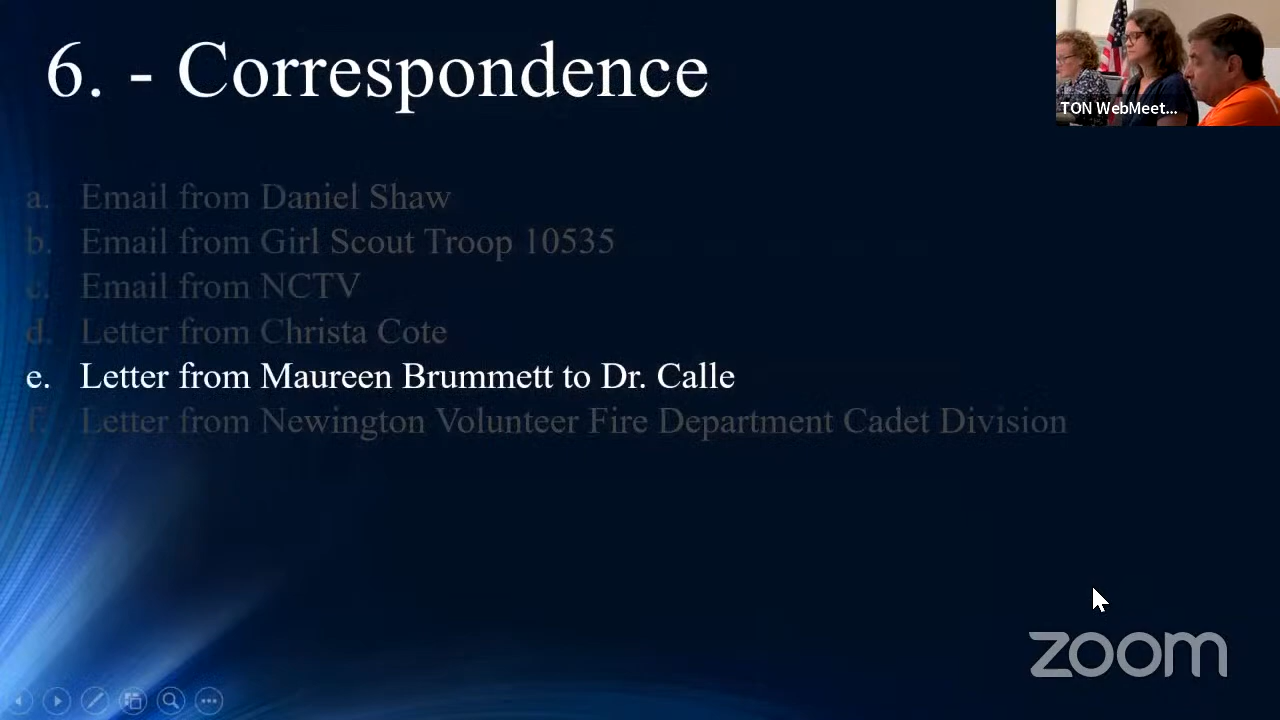 6. - Correspondence
TON WebMeet...
a. Email from Daniel Shaw
b. Email from Girl Scout Troop 10535
c. Email from NCTV
d. Letter from Christa Cote
e. Letter from Maureen Brummett to Dr. Calle
f. Letter from Newington Volunteer Fire Department Cadet Division
zoom